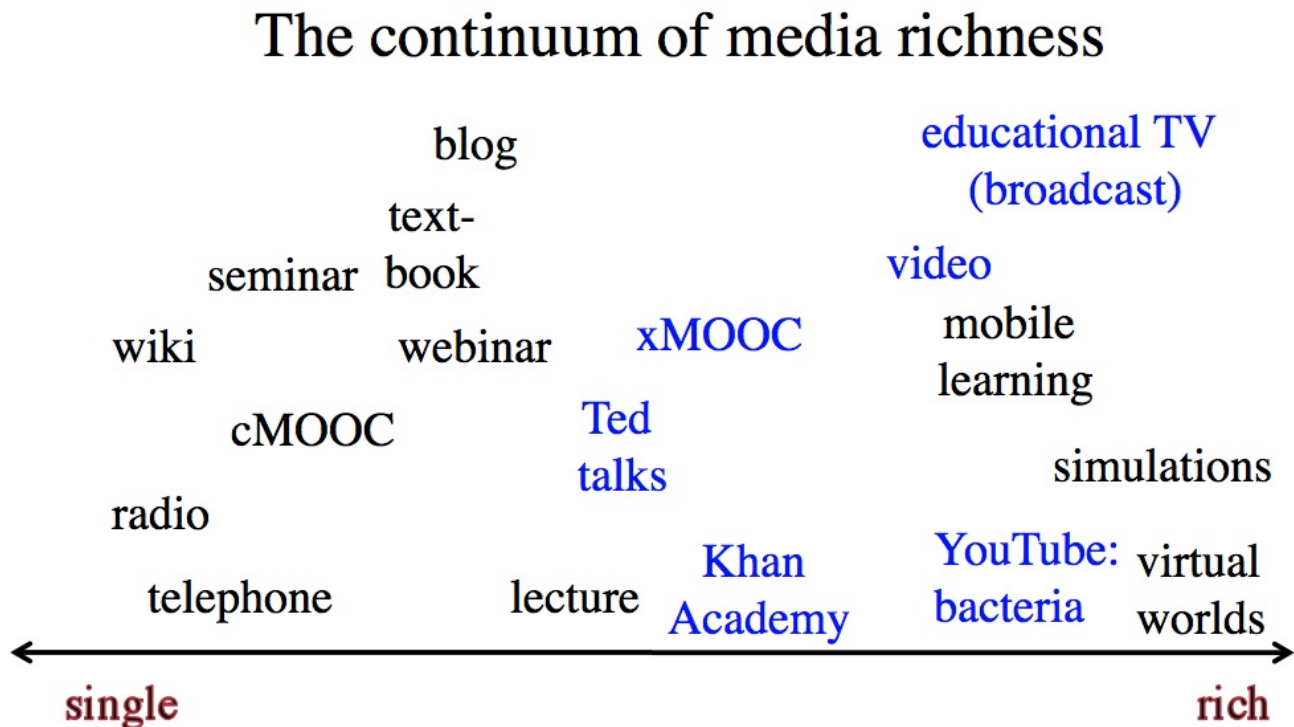 The continuum of media richness
blog
educational TV
(broadcast)
text-
book
seminar
video
wiki
webinar
xMOOC
mobile
learning
cMOOC
Ted
talks
simulations
radio
telephone
lecture
Khan
Academy
YouTube:
bacteria
virtual
worlds
single
rich